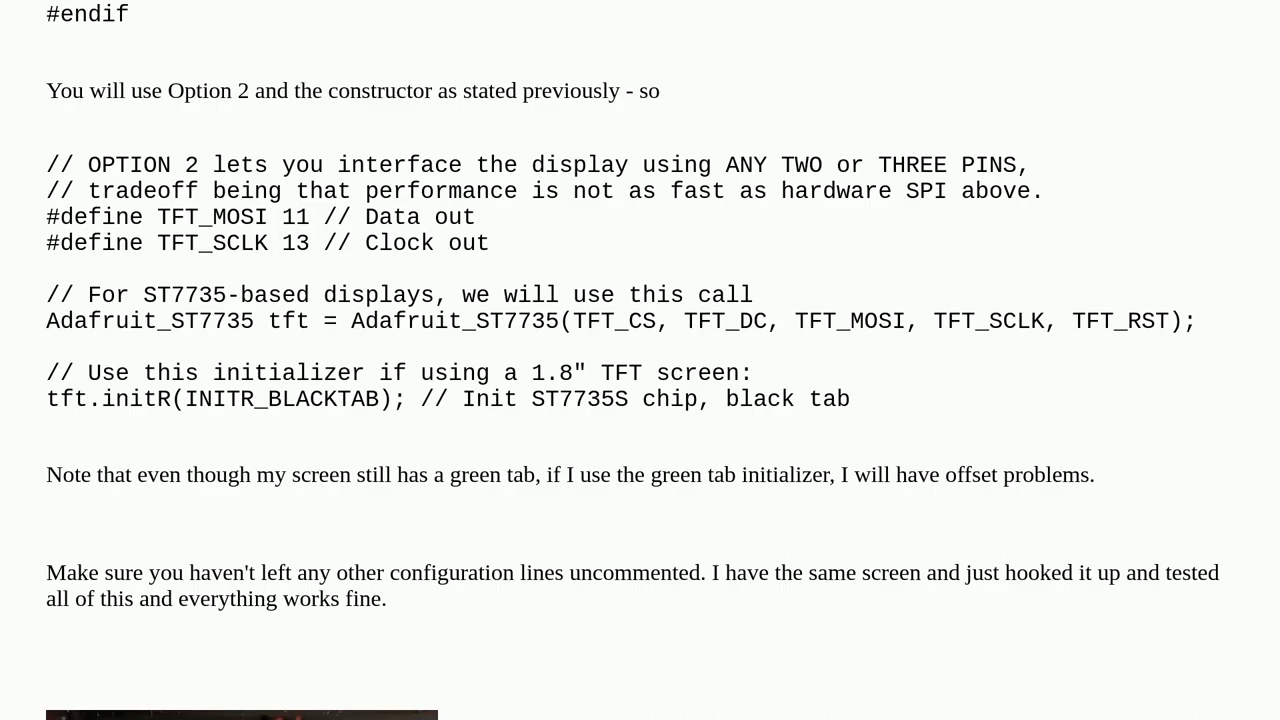 #endif
You will use Option 2 and the constructor as stated previously - so
// OPTION 2 lets you interface the display using ANY TWO or THREE PINS,
// tradeoff being that performance is not as fast as hardware SPI above.
#define TFT_MOSI 11 // Data out
#define TFT_SCLK 13 // Clock out
// For ST7735-based displays, we will use this call
Adafruit_ST7735 tft = Adafruit_ST7735(TFT_CS, TFT_DC, TFT_MOSI, TFT_SCLK, TFT_RST);
// Use this initializer if using a 1.8" TFT screen:
tft.initR(INITR_BLACKTAB); // Init ST7735S chip, black tab
Note that even though my screen still has a green tab, if I use the green tab initializer, I will have offset problems.
Make sure you haven't left any other configuration lines uncommented. I have the same screen and just hooked it up and tested
all of this and everything works fine.